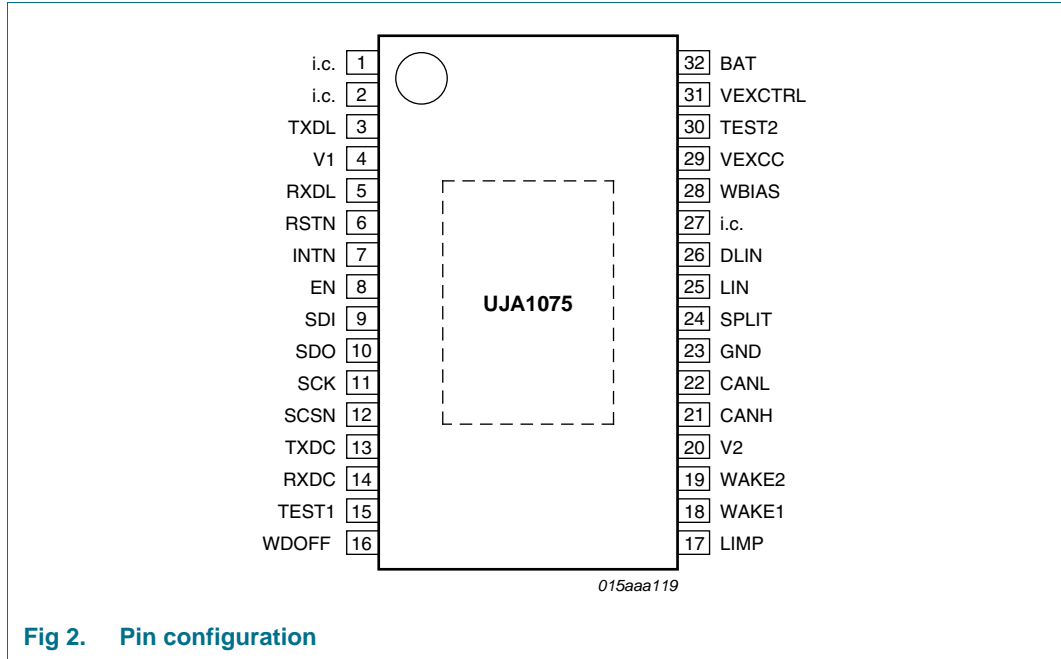 i.c. 1 32 BAT
i.c. 2 31 VEXCTRL
TXDL 3 30 TEST2
V1 4 29 VEXCC
RXDL 5 28 WBIAS
RSTN 6 27 i.c.
INTN 7 26 DLIN
EN 8 25 LIN
UJA1075
SDI 9 24 SPLIT
SDO 10 23 GND
SCK 11 22 CANL
SCSN 12 21 CANH
TXDC 13 20 V2
RXDC 14 19 WAKE2
TEST1 15 18 WAKE1
WDOFF 16 17 LIMP
015aaa119
Fig 2. Pin configuration